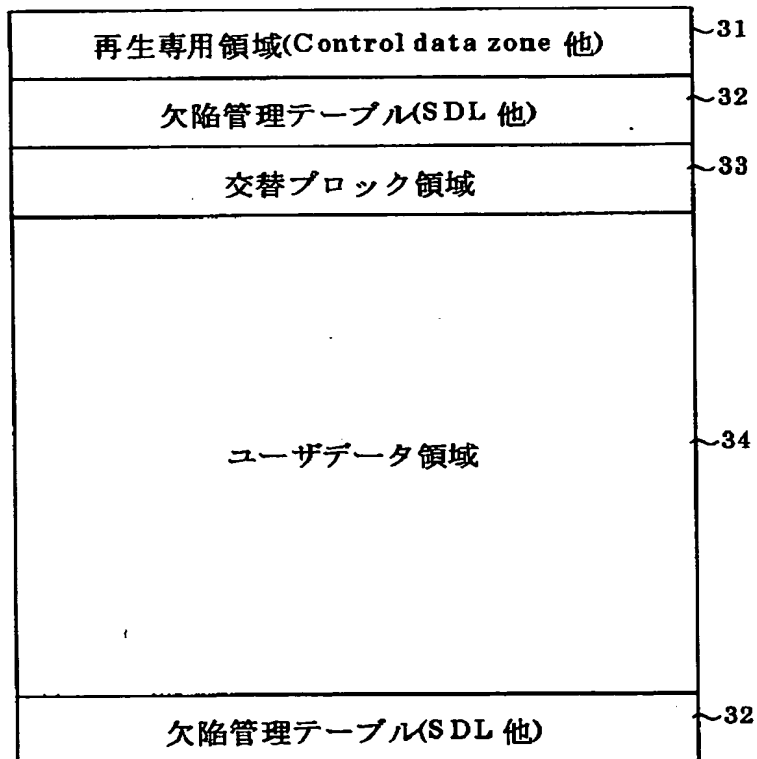 再生専用領域(Control data zone 他) 31
欠陥管理テーブル(SDL 他) 32
交替ブロック領域 33
ユーザデータ領域 34
欠陥管理テーブル(SDL 他) 32